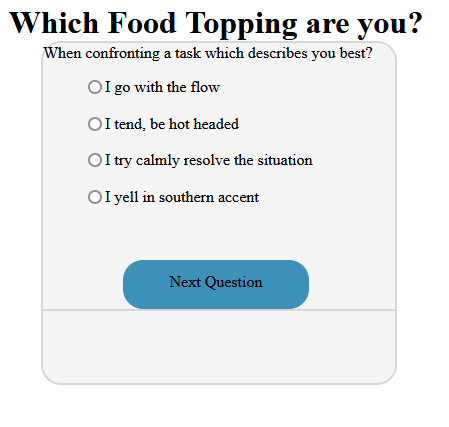 Which Food Topping are you?
When confronting a task which describes you best?
I go with the flow
I tend, be hot headed
I try calmly resolve the situation
I yell in southern accent
Next Question